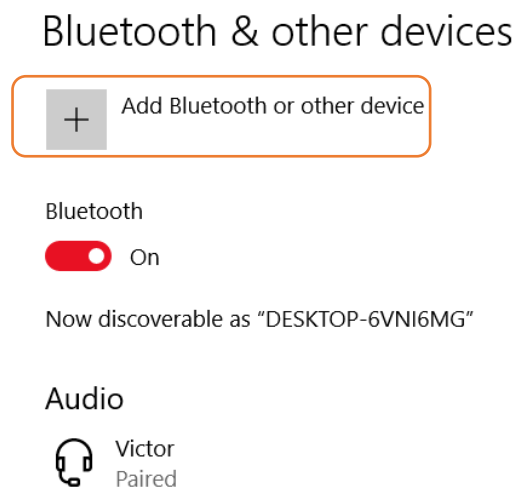 Bluetooth & other devices
Add Bluetooth or other device
Bluetooth
On
Now discoverable as “DESKTOP-6VNI6MG”
Audio
Victor
Paired